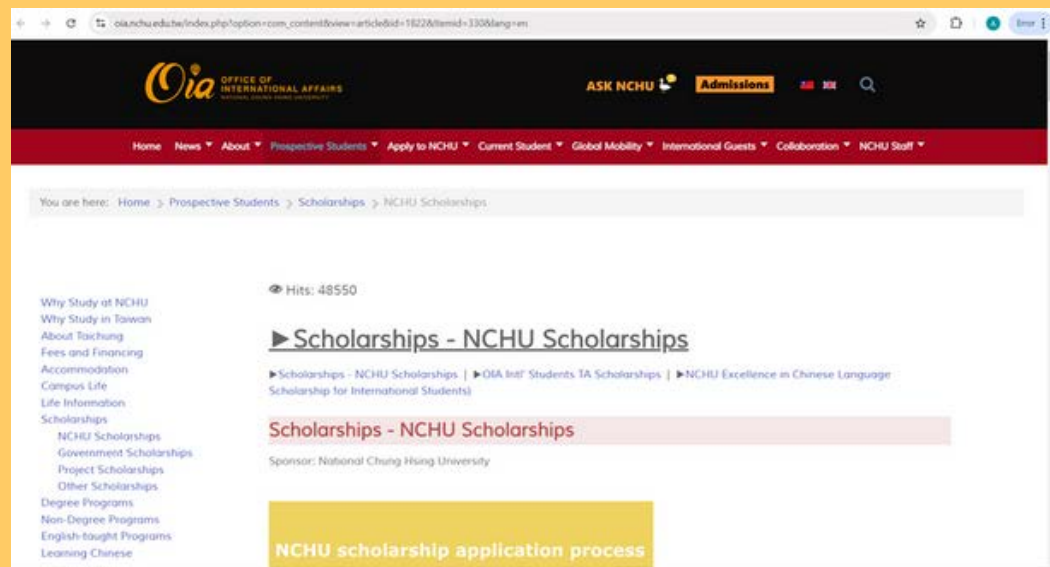 oia.nchu.edu.tw/index.php?option=com_content&view=article&id=1822&Itemid=330&lang=en
Error
Oia OFFICE OF
INTERNATIONAL AFFAIRS
NATIONAL CHUNG HSING UNIVERSITY
ASK NCHU Admissions
Home News About Prospective Students Apply to NCHU Current Student Global Mobility International Guests Collaboration NCHU Staff
You are here: Home > Prospective Students > Scholarships > NCHU Scholarships
Why Study at NCHU
Why Study in Taiwan
About Taichung
Fees and Financing
Accommodation
Campus Life
Life Information
Scholarships
NCHU Scholarships
Government Scholarships
Project Scholarships
Other Scholarships
Degree Programs
Non-Degree Programs
English-taught Programs
Learning Chinese
Hits: 48550
►Scholarships - NCHU Scholarships
►Scholarships - NCHU Scholarships | ►OIA Intl' Students TA Scholarships | ►NCHU Excellence in Chinese Language
Scholarship for International Students)
Scholarships - NCHU Scholarships
Sponsor: National Chung Hsing University
NCHU scholarship application process